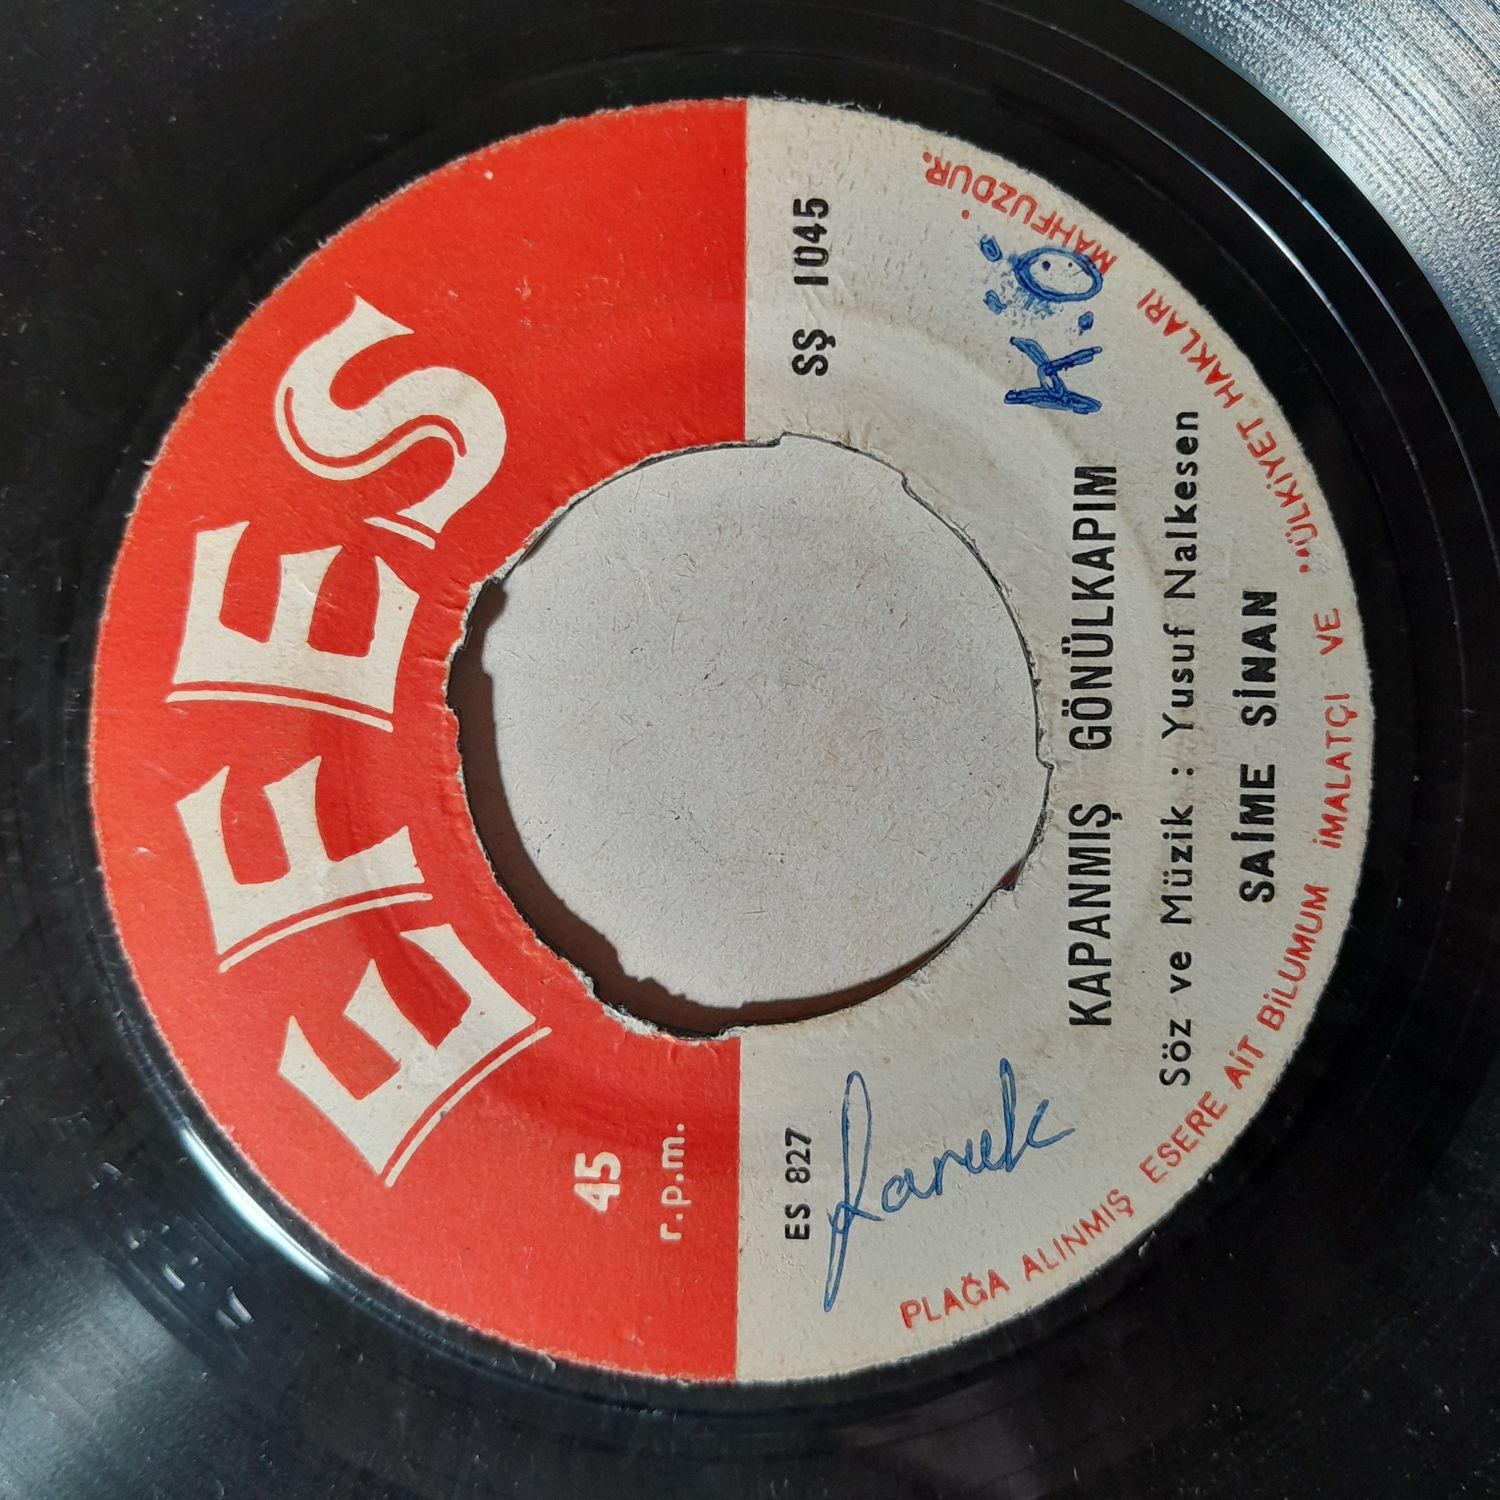 EFES
45
r.p.m.
ES 827
SŞ 1045
Faruk
K.Ö
KAPANMIŞ GÖNÜLKAPIM
Söz ve Müzik : Yusuf Nalkesen
SAİME SİNAN
PLAĞA ALINMIŞ ESERE AİT BİLUMUM İMALATÇI VE "ÜLKİYET HAKLARI MAHFUZDUR.